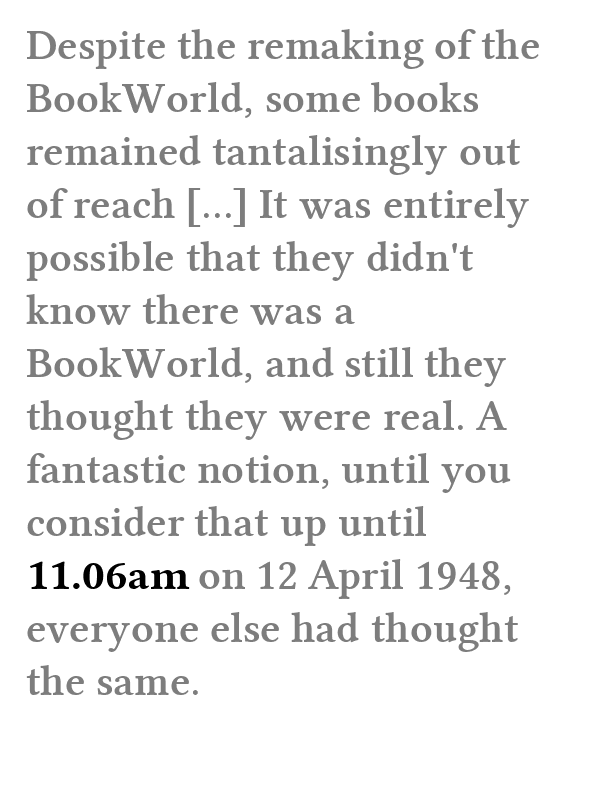 Despite the remaking of the
BookWorld, some books
remained tantalisingly out
of reach [...] It was entirely
possible that they didn't
know there was a
BookWorld, and still they
thought they were real. A
fantastic notion, until you
consider that up until
11.06am on 12 April 1948,
everyone else had thought
the same.